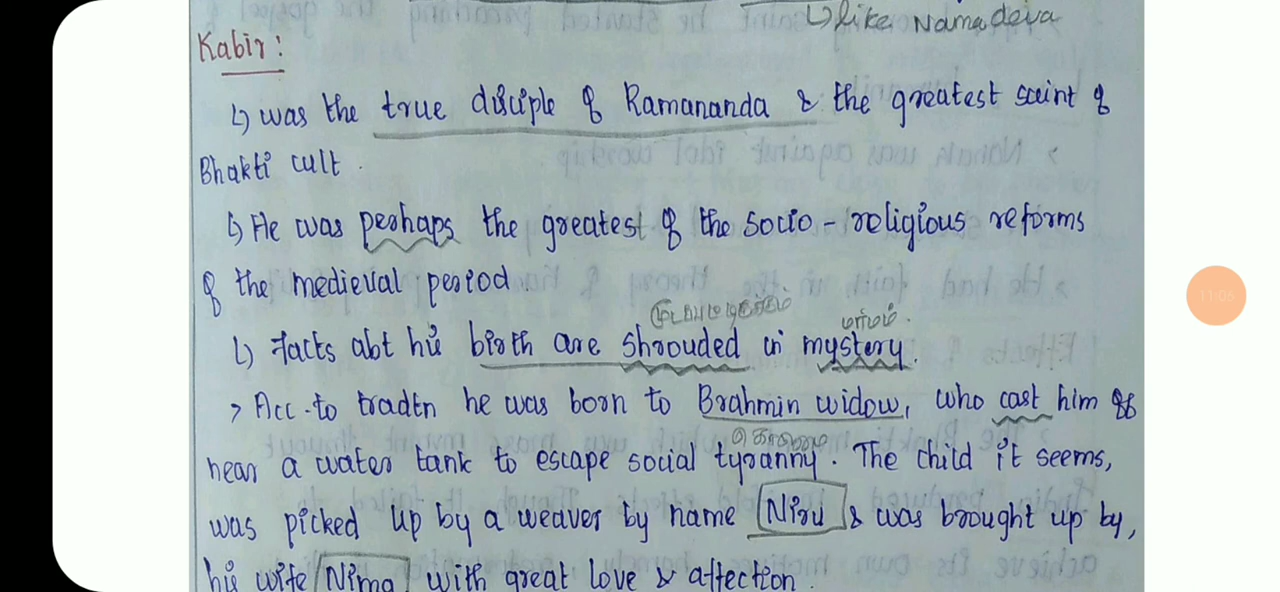 ↳ like Namadeva
Kabir:
↳ was the true disciple of Ramananda & the greatest saint of
Bhakti cult.
↳ He was perhaps the greatest of the socio-religious reforms
of the medieval period.
மர்மம்.
↳ facts abt his birth are shrouded in mystery.
> Acc. to tradtn he was born to Brahmin widow, who cast him off
near a water tank to escape social tyranny. The child it seems,
was picked up by a weaver by name Niru & was brought up by,
his wife Nima with great love & affection.
11:06